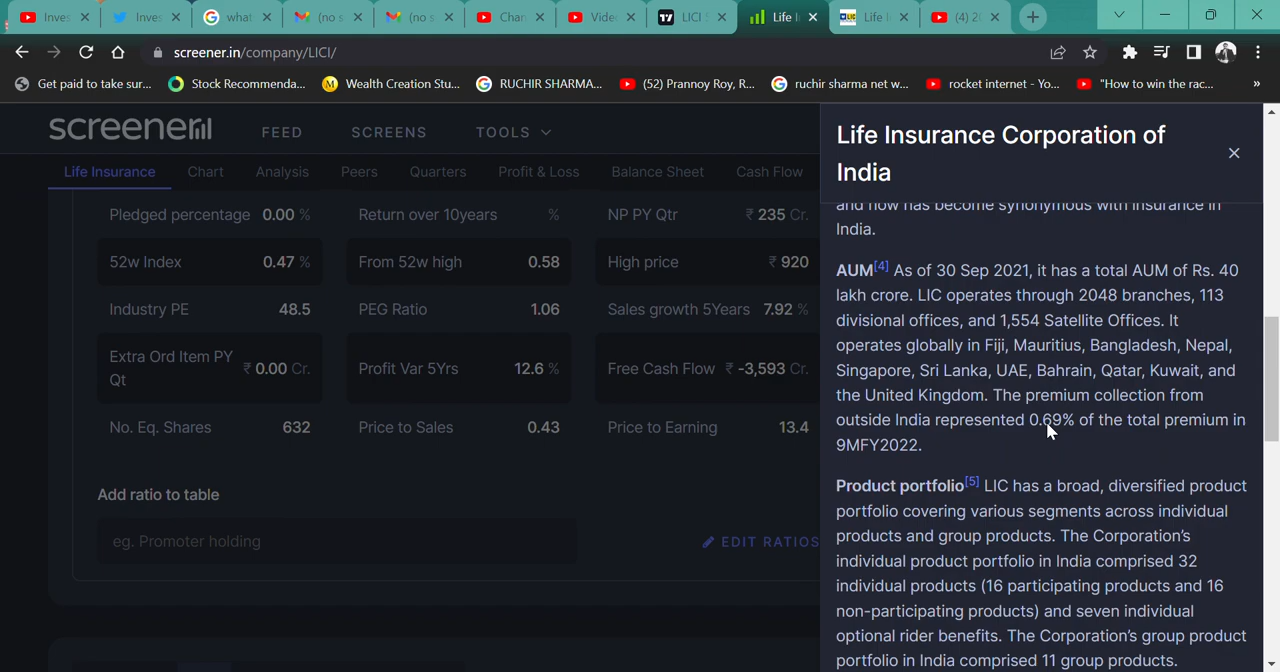 Inves
Inves
what
(no s
(no s
Chan
Video
LICI S
Life I
Life I
(4) 20
screener.in/company/LICI/
Get paid to take sur...
Stock Recommenda...
Wealth Creation Stu...
RUCHIR SHARMA...
(52) Prannoy Roy, R...
ruchir sharma net w...
rocket internet - Yo...
"How to win the rac...
»
screener
FEED
SCREENS
TOOLS
Life Insurance
Chart
Analysis
Peers
Quarters
Profit & Loss
Balance Sheet
Cash Flow
Pledged percentage 0.00 %
Return over 10years %
NP PY Qtr ₹ 235 Cr.
52w Index 0.47 %
From 52w high 0.58
High price ₹ 920
Industry PE 48.5
PEG Ratio 1.06
Sales growth 5Years 7.92 %
Extra Ord Item PY
Qt ₹ 0.00 Cr.
Profit Var 5Yrs 12.6 %
Free Cash Flow ₹ -3,593 Cr.
No. Eq. Shares 632
Price to Sales 0.43
Price to Earning 13.4
Add ratio to table
eg. Promoter holding
EDIT RATIOS
Life Insurance Corporation of
India
and now has become synonymous with insurance in
India.
AUM[4] As of 30 Sep 2021, it has a total AUM of Rs. 40
lakh crore. LIC operates through 2048 branches, 113
divisional offices, and 1,554 Satellite Offices. It
operates globally in Fiji, Mauritius, Bangladesh, Nepal,
Singapore, Sri Lanka, UAE, Bahrain, Qatar, Kuwait, and
the United Kingdom. The premium collection from
outside India represented 0.69% of the total premium in
9MFY2022.
Product portfolio[5] LIC has a broad, diversified product
portfolio covering various segments across individual
products and group products. The Corporation's
individual product portfolio in India comprised 32
individual products (16 participating products and 16
non-participating products) and seven individual
optional rider benefits. The Corporation's group product
portfolio in India comprised 11 group products.